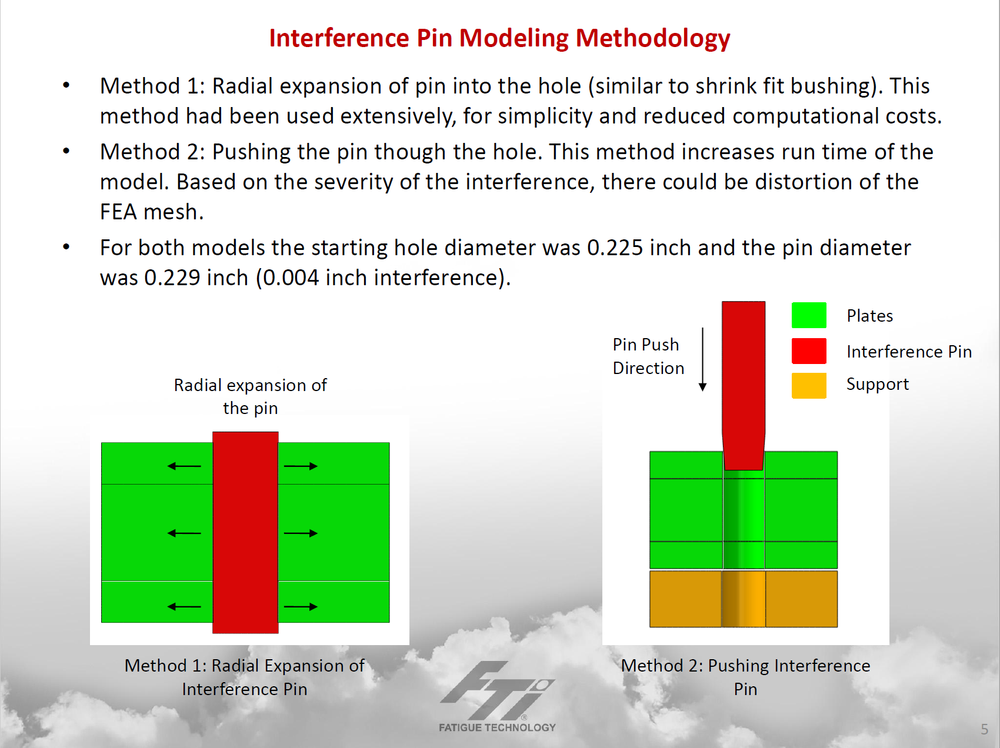 Interference Pin Modeling Methodology
• Method 1: Radial expansion of pin into the hole (similar to shrink fit bushing). This
method had been used extensively, for simplicity and reduced computational costs.
• Method 2: Pushing the pin though the hole. This method increases run time of the
model. Based on the severity of the interference, there could be distortion of the
FEA mesh.
• For both models the starting hole diameter was 0.225 inch and the pin diameter
was 0.229 inch (0.004 inch interference).
Radial expansion of
the pin
Method 1: Radial Expansion of
Interference Pin
Pin Push
Direction
Plates
Interference Pin
Support
Method 2: Pushing Interference
Pin
FTi®
FATIGUE TECHNOLOGY
5